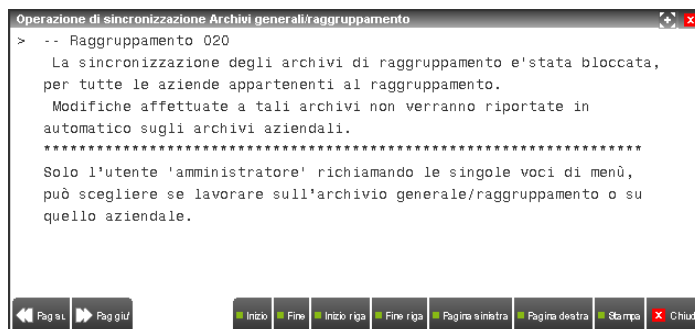 Operazione di sincronizzazione Archivi generali/raggruppamento
> -- Raggruppamento 020
La sincronizzazione degli archivi di raggruppamento e'stata bloccata,
per tutte le aziende appartenenti al raggruppamento.
Modifiche affettuate a tali archivi non verranno riportate in
automatico sugli archivi aziendali.
********************************************************************
Solo l'utente 'amministratore' richiamando le singole voci di menù,
può scegliere se lavorare sull'archivio generale/raggruppamento o su
quello aziendale.
Pag su Pag giu' Inizio Fine Inizio riga Fine riga Pagina sinistra Pagina destra Stampa Chiud